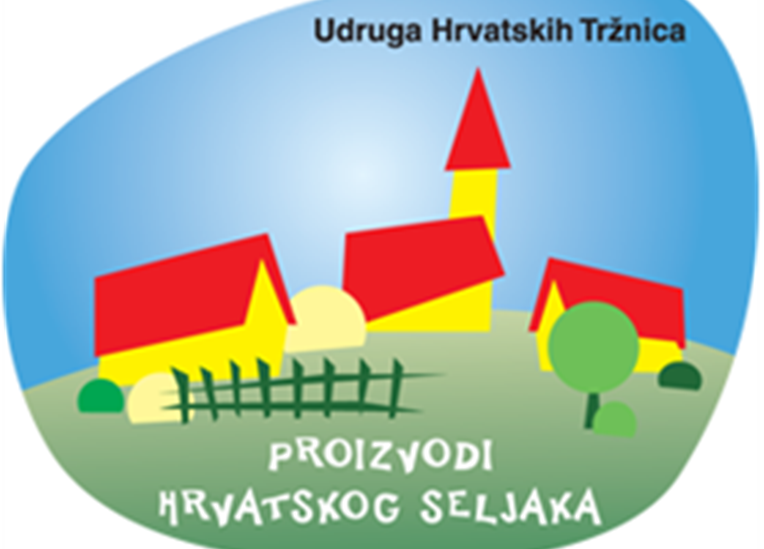 Udruga Hrvatskih Tržnica
PROIZVODI
HRVATSKOG SELJAKA